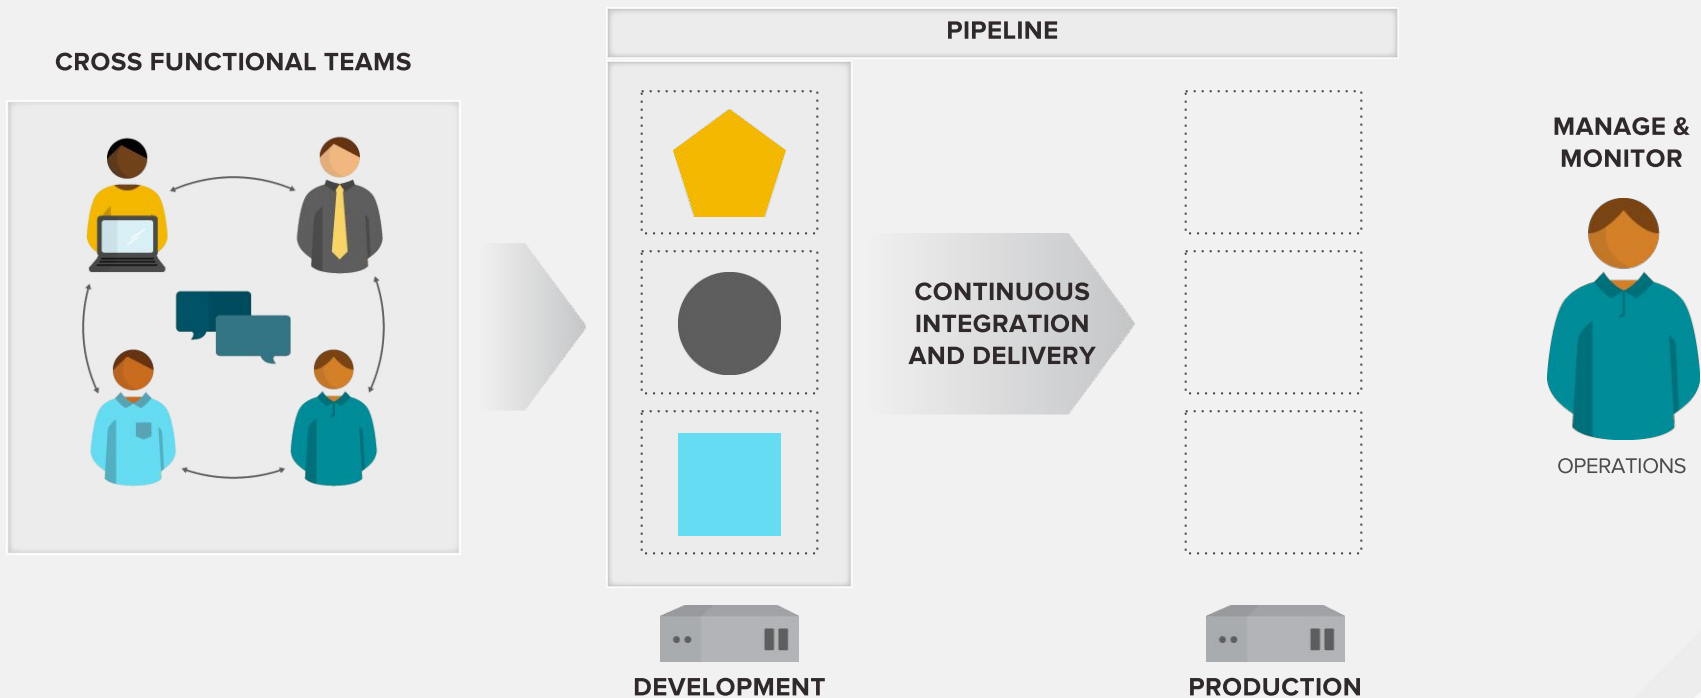 PIPELINE
CROSS FUNCTIONAL TEAMS
MANAGE &
MONITOR
CONTINUOUS
INTEGRATION
AND DELIVERY
OPERATIONS
DEVELOPMENT
PRODUCTION